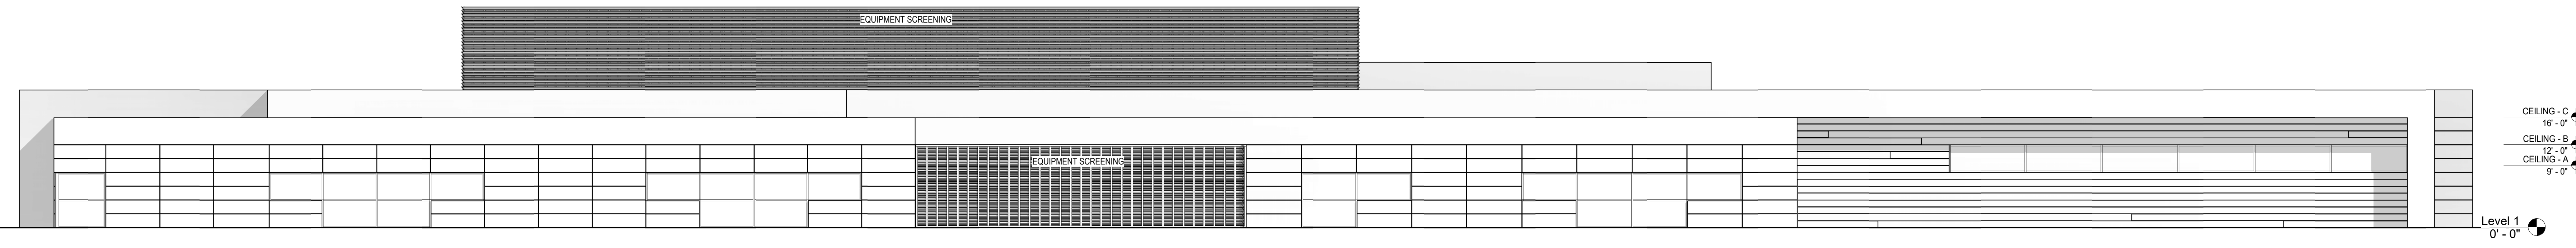 EQUIPMENT SCREENING
CEILING - C
16' - 0"
CEILING - B
12' - 0"
EQUIPMENT SCREENING
CEILING - A
9' - 0"
Level 1
0' - 0"